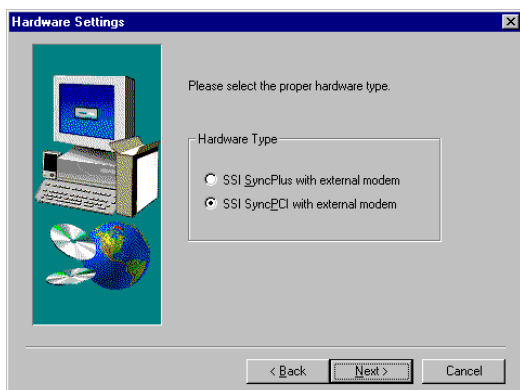 Hardware Settings
Please select the proper hardware type.
Hardware Type
SSI SyncPlus with external modem
SSI SyncPCI with external modem
< Back
Next >
Cancel